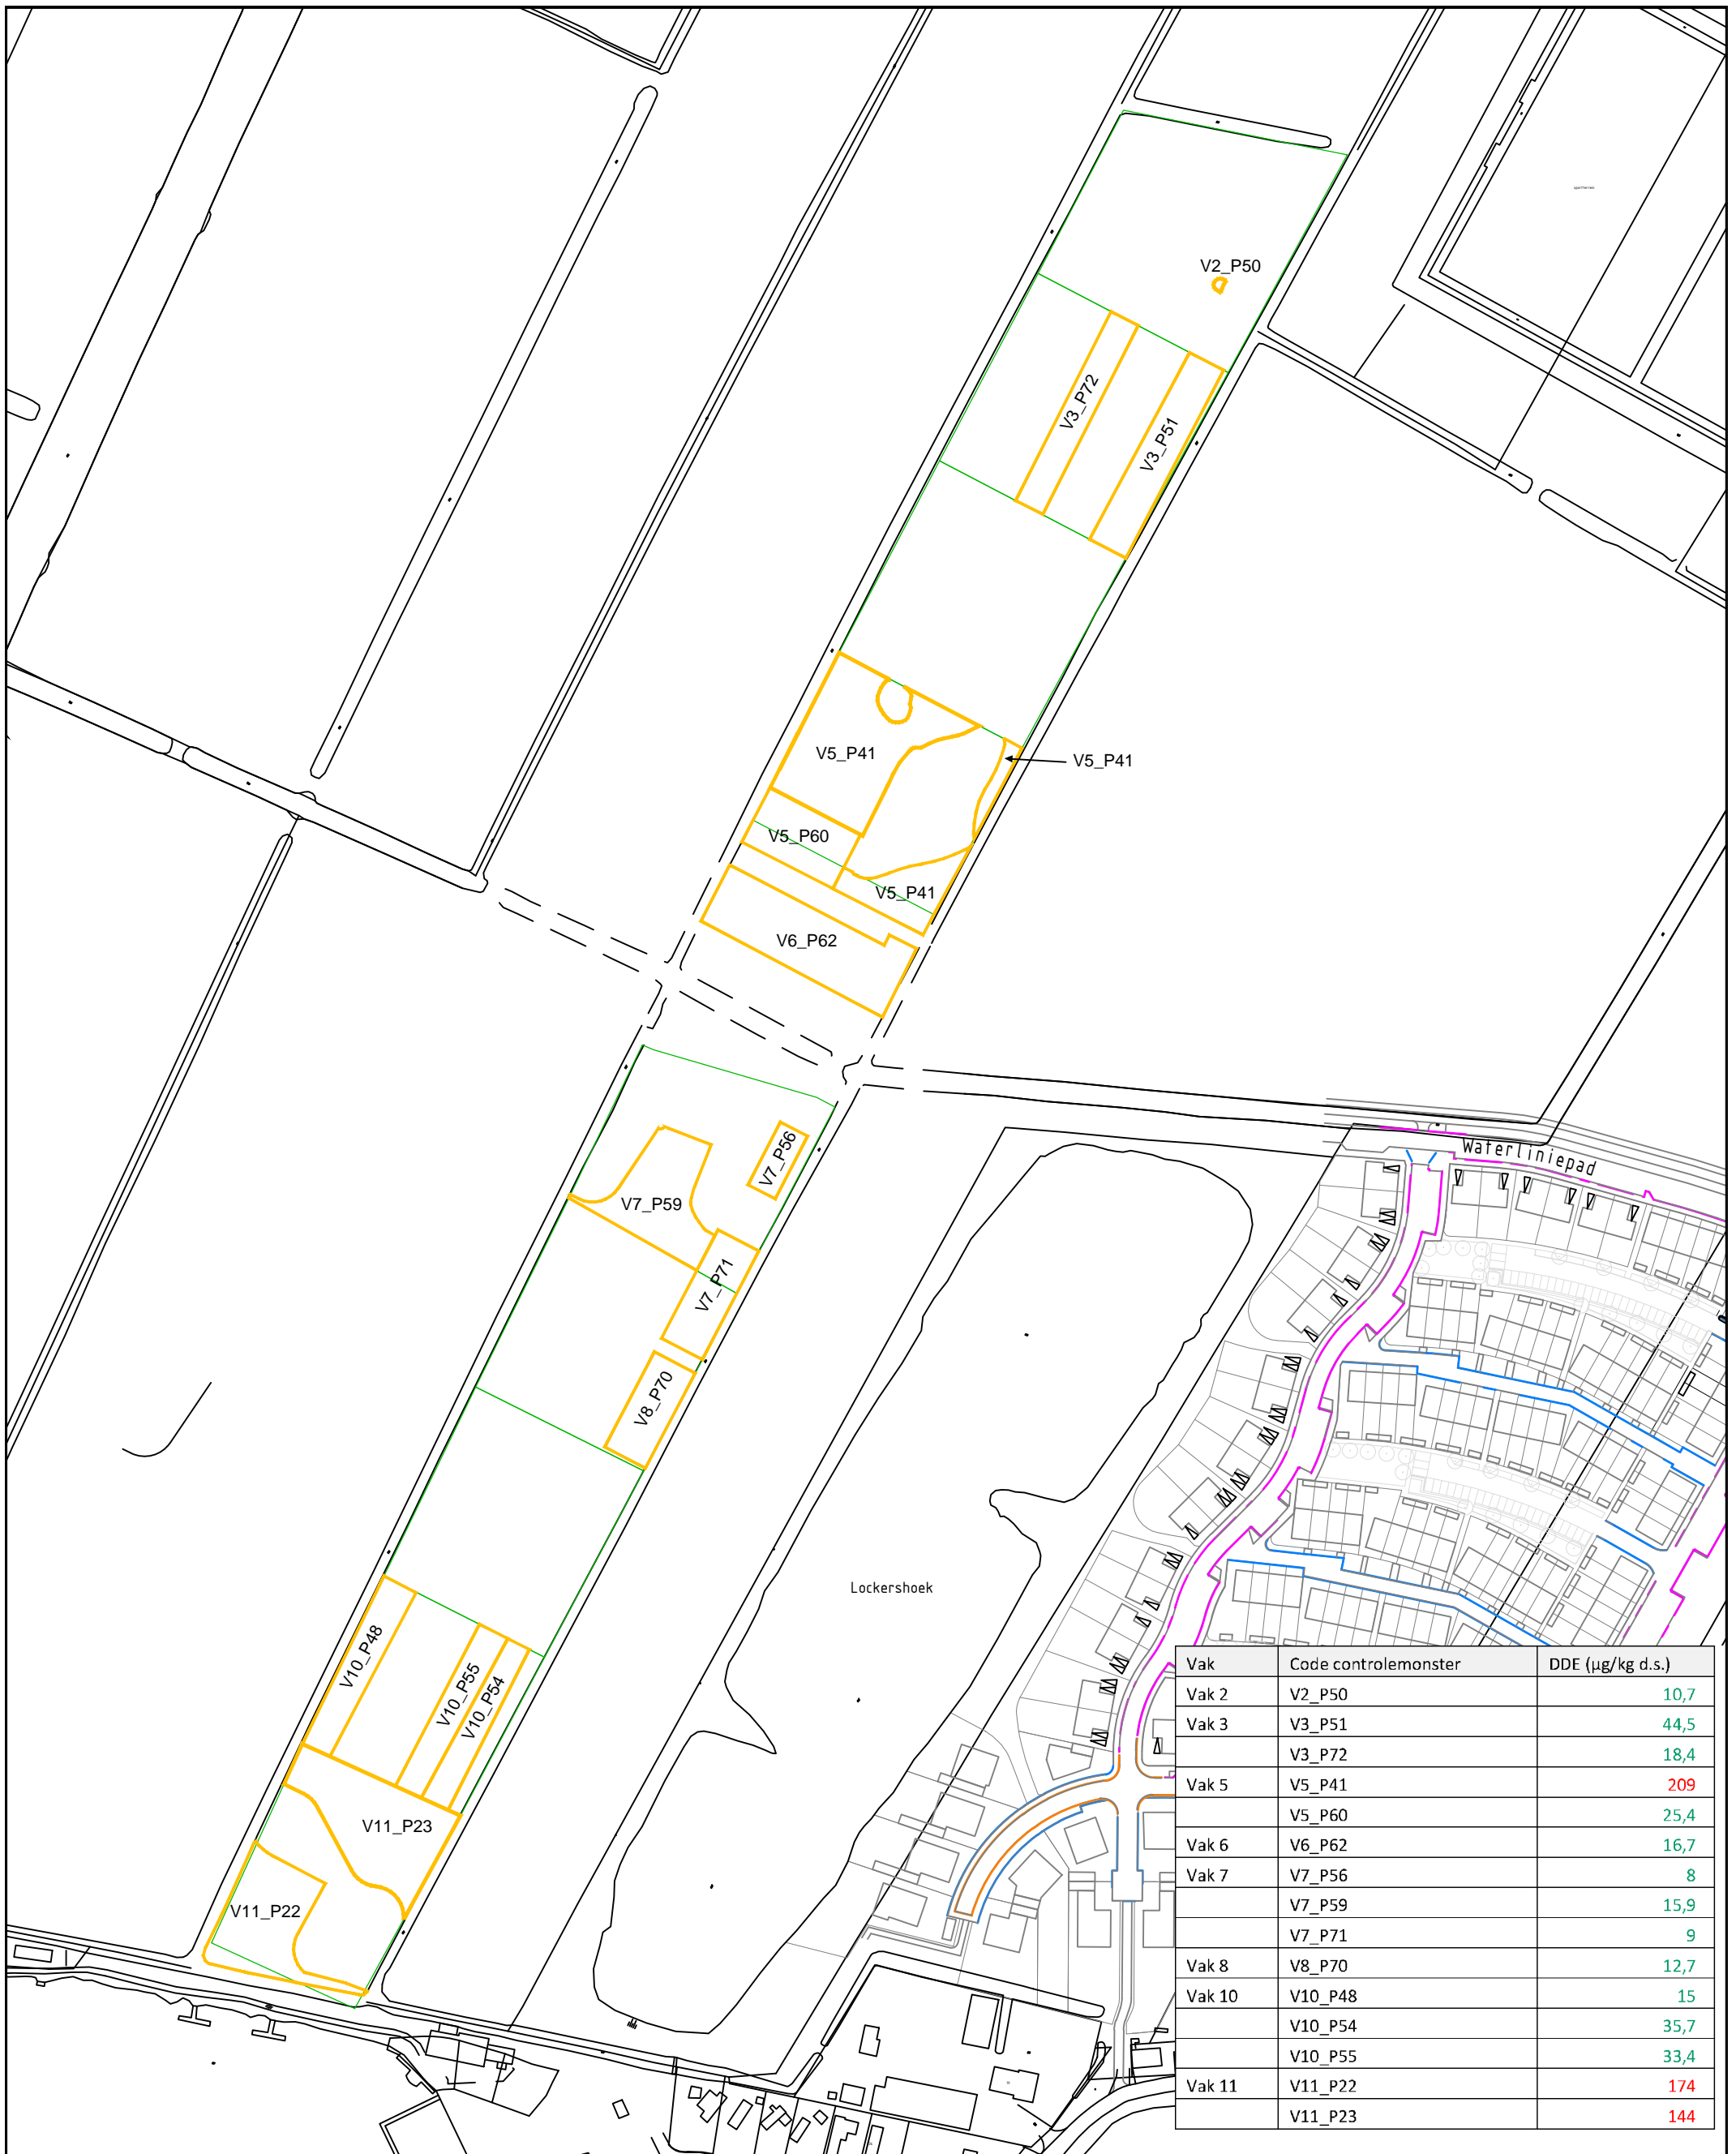 V2_P50
V3_P72
V3_P51
V5_P41
V5_P41
V5_P60
V5_P41
V6_P62
V7_P56
V7_P59
V7_P71
V8_P70
Waterliniepad
Lockershoek
V10_P48
V10_P55
V10_P54
V11_P23
V11_P22
Vak Code controlemonster DDE (µg/kg d.s.)
Vak 2 V2_P50 10,7
Vak 3 V3_P51 44,5
V3_P72 18,4
Vak 5 V5_P41 209
V5_P60 25,4
Vak 6 V6_P62 16,7
Vak 7 V7_P56 8
V7_P59 15,9
V7_P71 9
Vak 8 V8_P70 12,7
Vak 10 V10_P48 15
V10_P54 35,7
V10_P55 33,4
Vak 11 V11_P22 174
V11_P23 144